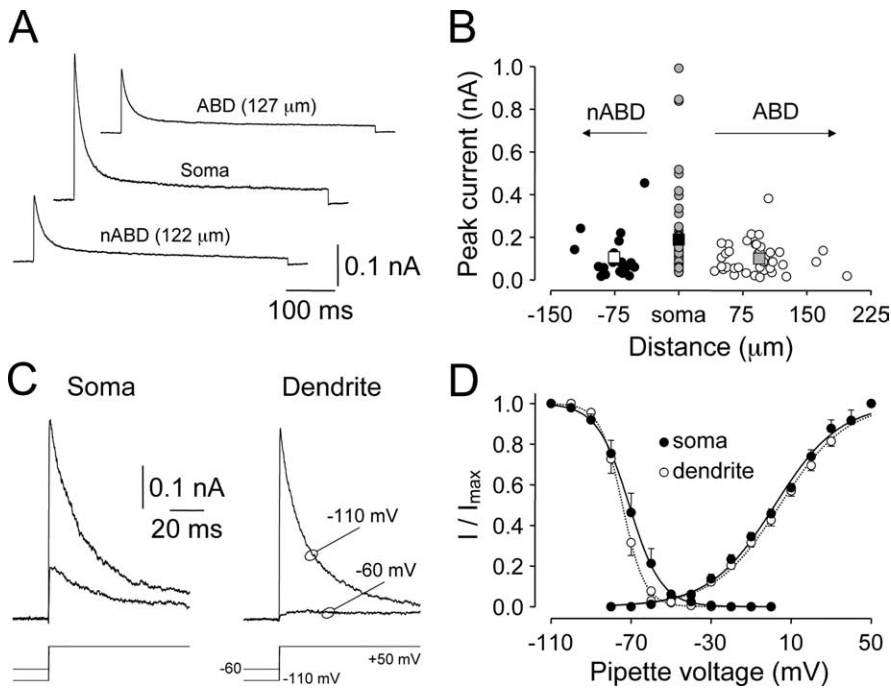 A
ABD (127 μm)
Soma
nABD (122 μm)
0.1 nA
100 ms
B
Peak current (nA)
1.0
0.8
0.6
0.4
0.2
0.0
nABD
ABD
-150
-75
soma
75
150
225
Distance (μm)
C
Soma
Dendrite
0.1 nA
20 ms
-110 mV
-60 mV
-60
-110 mV
+50 mV
-60
-110 mV
+50 mV
D
I / Imax
1.0
0.8
0.6
0.4
0.2
0.0
soma
dendrite
-110
-70
-30
10
50
Pipette voltage (mV)